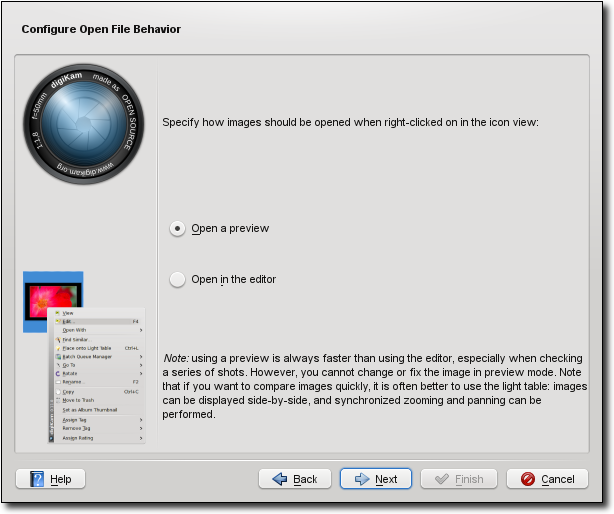 Configure Open File Behavior
digiKam made as OPEN SOURCE
f=50mm
1:1.8
www.digikam.org
Specify how images should be opened when right-clicked on in the icon view:
Open a preview
Open in the editor
View
Edit... F4
Open With
Find Similar...
Place onto Light Table Ctrl+L
Batch Queue Manager
Go To
Rotate
Rename... F2
Copy Ctrl+C
Move to Trash
Set as Album Thumbnail
Assign Tag
Remove Tag
Assign Rating
Note: using a preview is always faster than using the editor, especially when checking
a series of shots. However, you cannot change or fix the image in preview mode. Note
that if you want to compare images quickly, it is often better to use the light table: images
can be displayed side-by-side, and synchronized zooming and panning can be
performed.
Help
Back
Next
Finish
Cancel